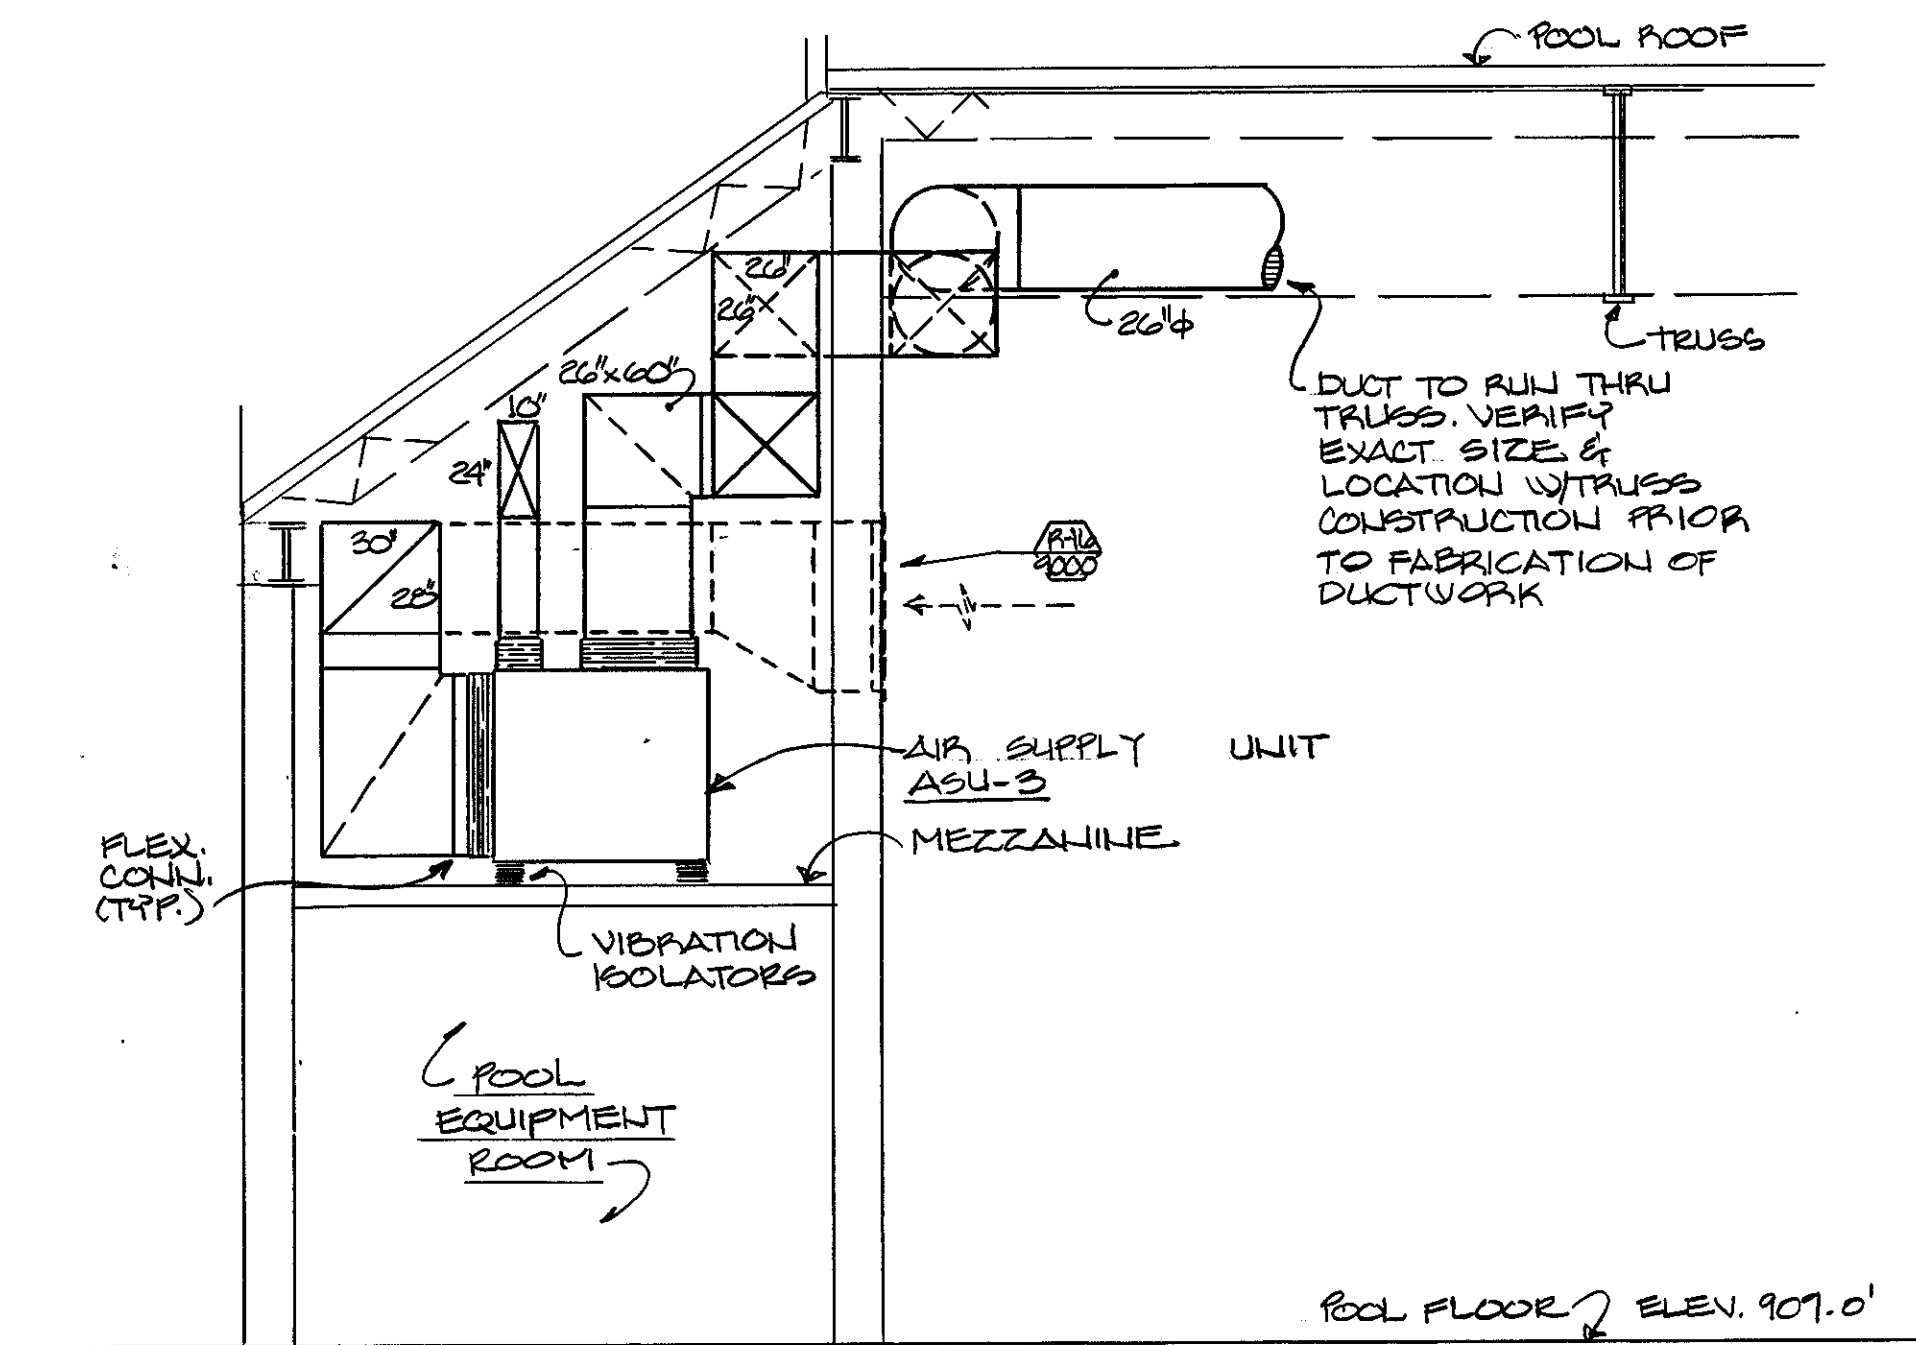 POOL ROOF
26"
26"
26"ϕ
TRUSS
26"x60"
10"
24"
DUCT TO RUN THRU
TRUSS. VERIFY
EXACT SIZE &
LOCATION W/TRUSS
CONSTRUCTION PRIOR
TO FABRICATION OF
DUCTWORK
30"
28"
R-16
9000
AIR SUPPLY UNIT
ASU-3
MEZZANINE
FLEX.
CONN.
(TYP.)
VIBRATION
ISOLATORS
POOL
EQUIPMENT
ROOM
POOL FLOOR ELEV. 907.0'